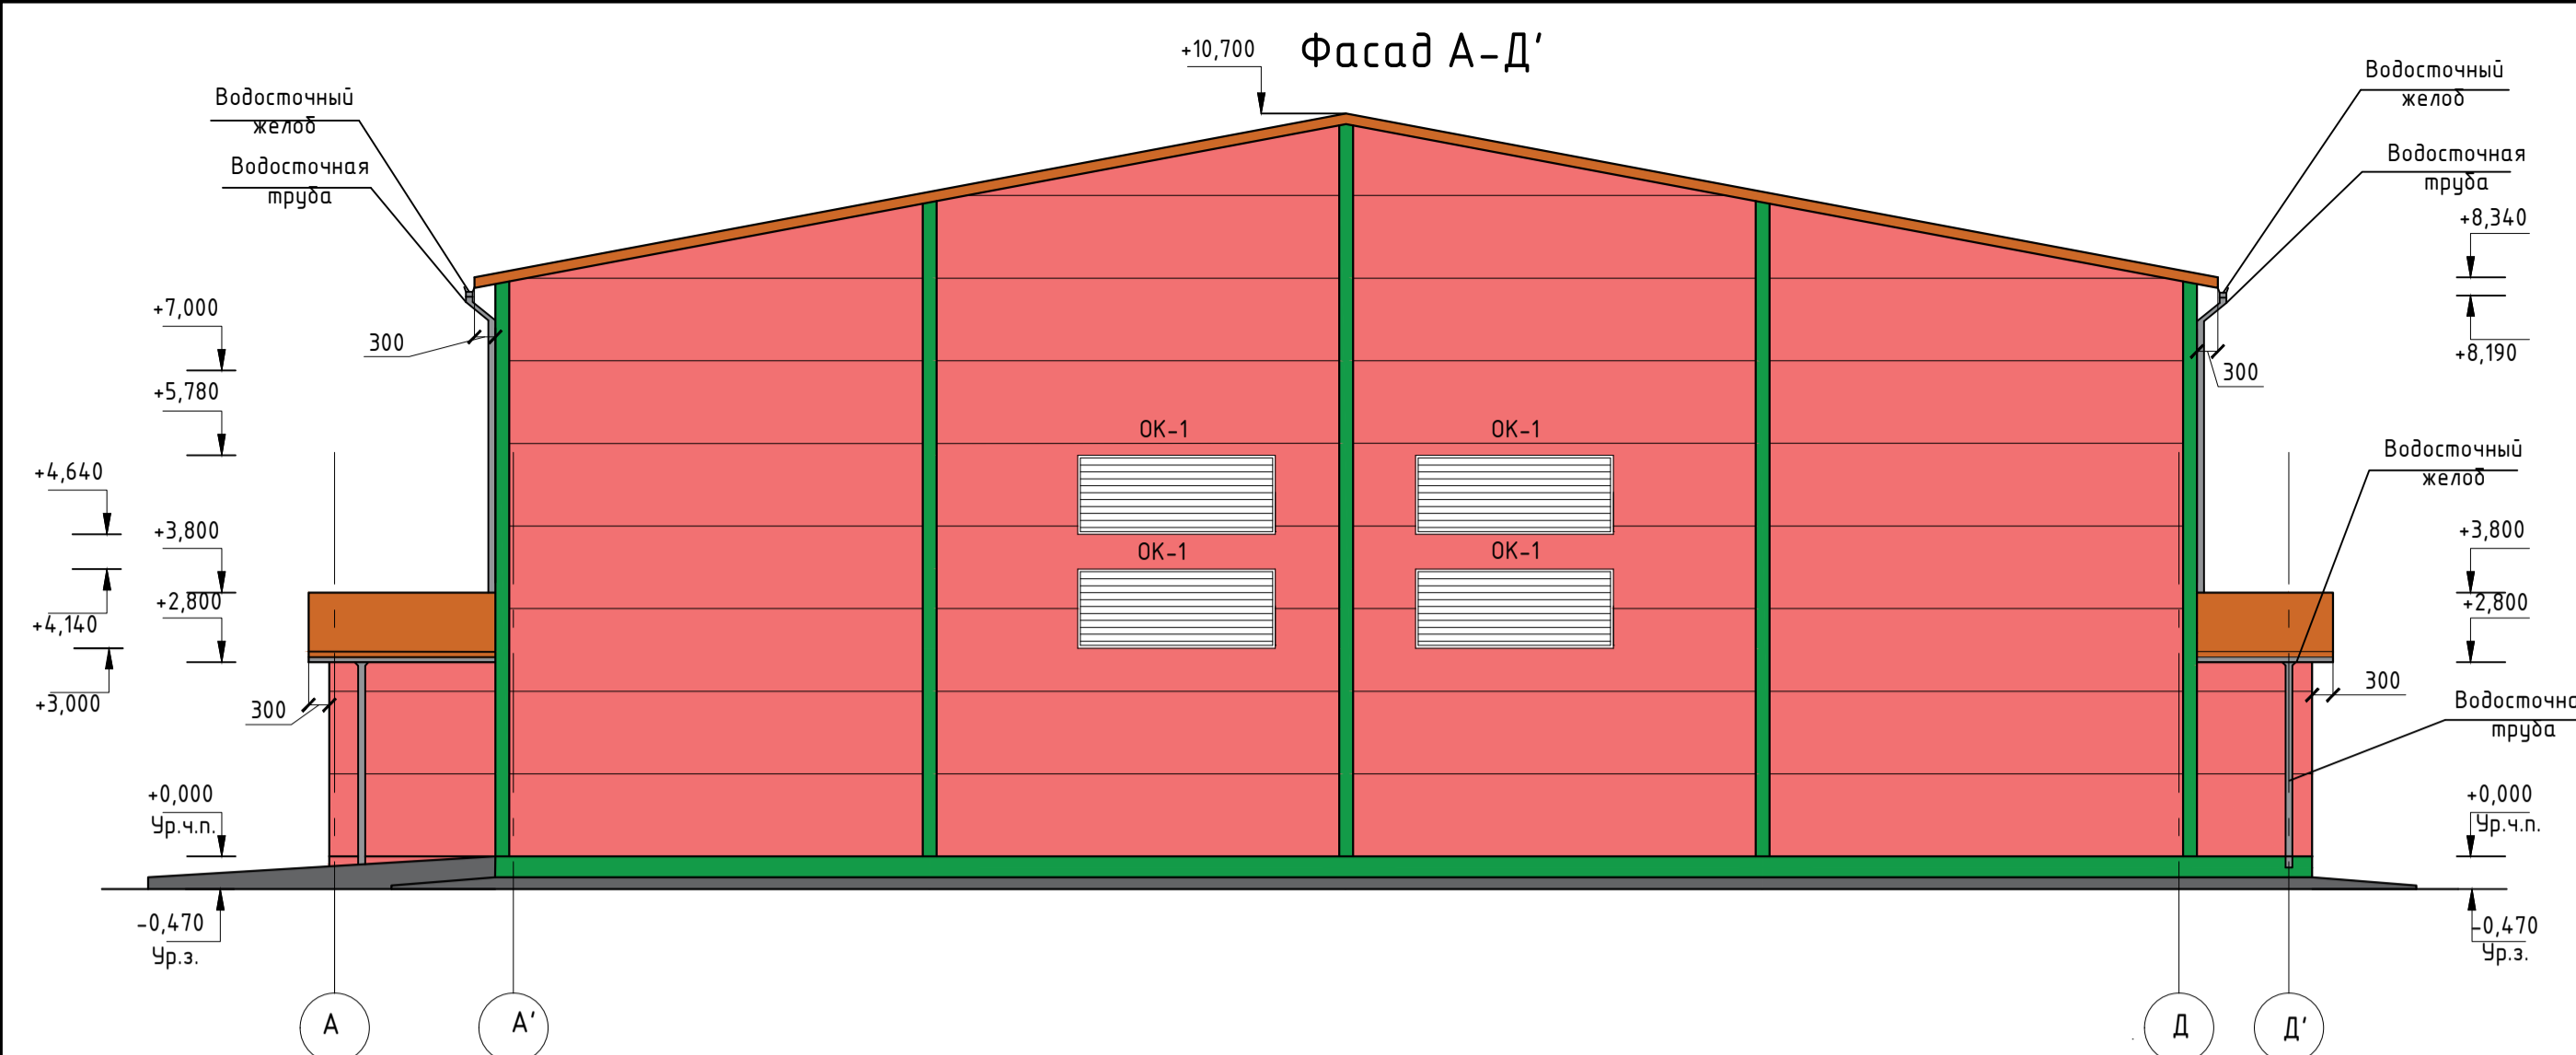 Фасад А-Д'
+10,700
Водосточный
желоб
Водосточная
труба
Водосточный
желоб
Водосточная
труба
+8,340
+8,190
300
+7,000
300
+5,780
+4,640
+3,800
+2,800
+4,140
+3,000
300
ОК-1
ОК-1
ОК-1
ОК-1
Водосточный
желоб
+3,800
+2,800
300
Водосточна
труба
+0,000
Ур.ч.п.
+0,000
Ур.ч.п.
-0,470
Ур.з.
-0,470
Ур.з.
А
А'
Д
Д'